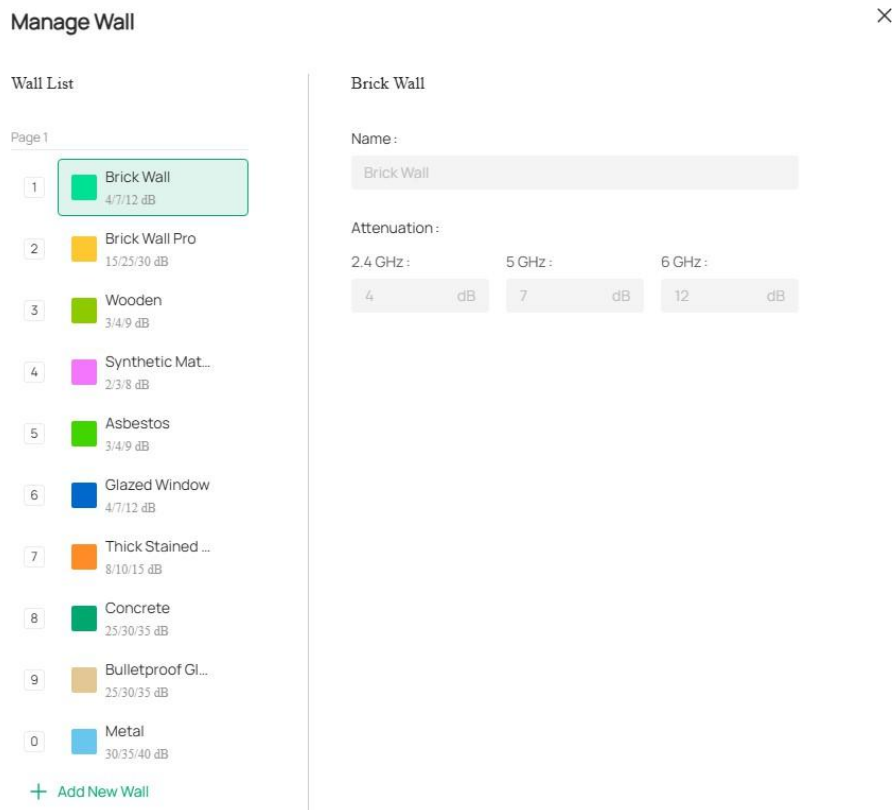 Manage Wall
Wall List
Page 1
1
Brick Wall
4/7/12 dB
2
Brick Wall Pro
15/25/30 dB
3
Wooden
3/4/9 dB
4
Synthetic Mat...
2/3/8 dB
5
Asbestos
3/4/9 dB
6
Glazed Window
4/7/12 dB
7
Thick Stained ...
8/10/15 dB
8
Concrete
25/30/35 dB
9
Bulletproof Gl...
25/30/35 dB
0
Metal
30/35/40 dB
+ Add New Wall
Brick Wall
Name :
Brick Wall
Attenuation :
2.4 GHz : 5 GHz : 6 GHz :
4 dB 7 dB 12 dB